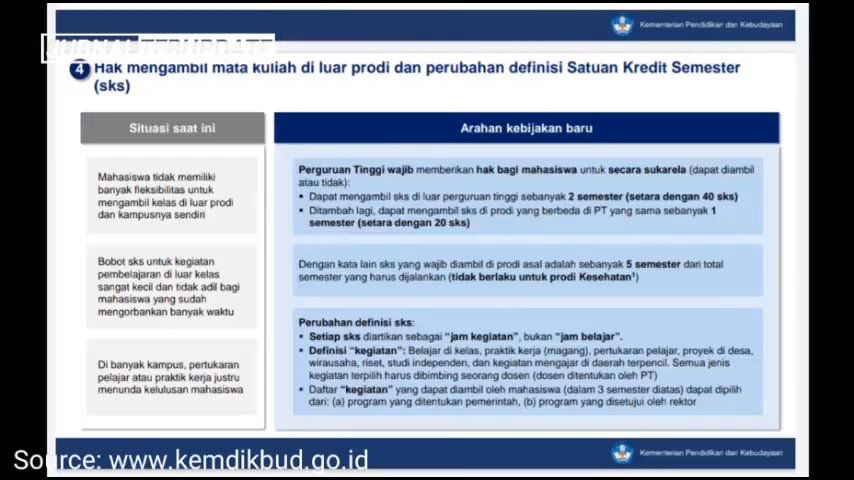 Kementerian Pendidikan dan Kebudayaan
4 Hak mengambil mata kuliah di luar prodi dan perubahan definisi Satuan Kredit Semester
(sks)
Situasi saat ini
Mahasiswa tidak memiliki
banyak fleksibilitas untuk
mengambil kelas di luar prodi
dan kampusnya sendiri
Bobot sks untuk kegiatan
pembelajaran di luar kelas
sangat kecil dan tidak adil bagi
mahasiswa yang sudah
mengorbankan banyak waktu
Di banyak kampus, pertukaran
pelajar atau praktik kerja justru
menunda kelulusan mahasiswa
Arahan kebijakan baru
Perguruan Tinggi wajib memberikan hak bagi mahasiswa untuk secara sukarela (dapat diambil
atau tidak):
▪ Dapat mengambil sks di luar perguruan tinggi sebanyak 2 semester (setara dengan 40 sks)
▪ Ditambah lagi, dapat mengambil sks di prodi yang berbeda di PT yang sama sebanyak 1
semester (setara dengan 20 sks)
Dengan kata lain sks yang wajib diambil di prodi asal adalah sebanyak 5 semester dari total
semester yang harus dijalankan (tidak berlaku untuk prodi Kesehatan¹)
Perubahan definisi sks:
▪ Setiap sks diartikan sebagai “jam kegiatan”, bukan “jam belajar”.
▪ Definisi “kegiatan”: Belajar di kelas, praktik kerja (magang), pertukaran pelajar, proyek di desa,
wirausaha, riset, studi independen, dan kegiatan mengajar di daerah terpencil. Semua jenis
kegiatan terpilih harus dibimbing seorang dosen (dosen ditentukan oleh PT)
▪ Daftar “kegiatan” yang dapat diambil oleh mahasiswa (dalam 3 semester diatas) dapat dipilih
dari: (a) program yang ditentukan pemerintah, (b) program yang disetujui oleh rektor
Kementerian Pendidikan dan Kebudayaan
Source: www.kemdikbud.go.id